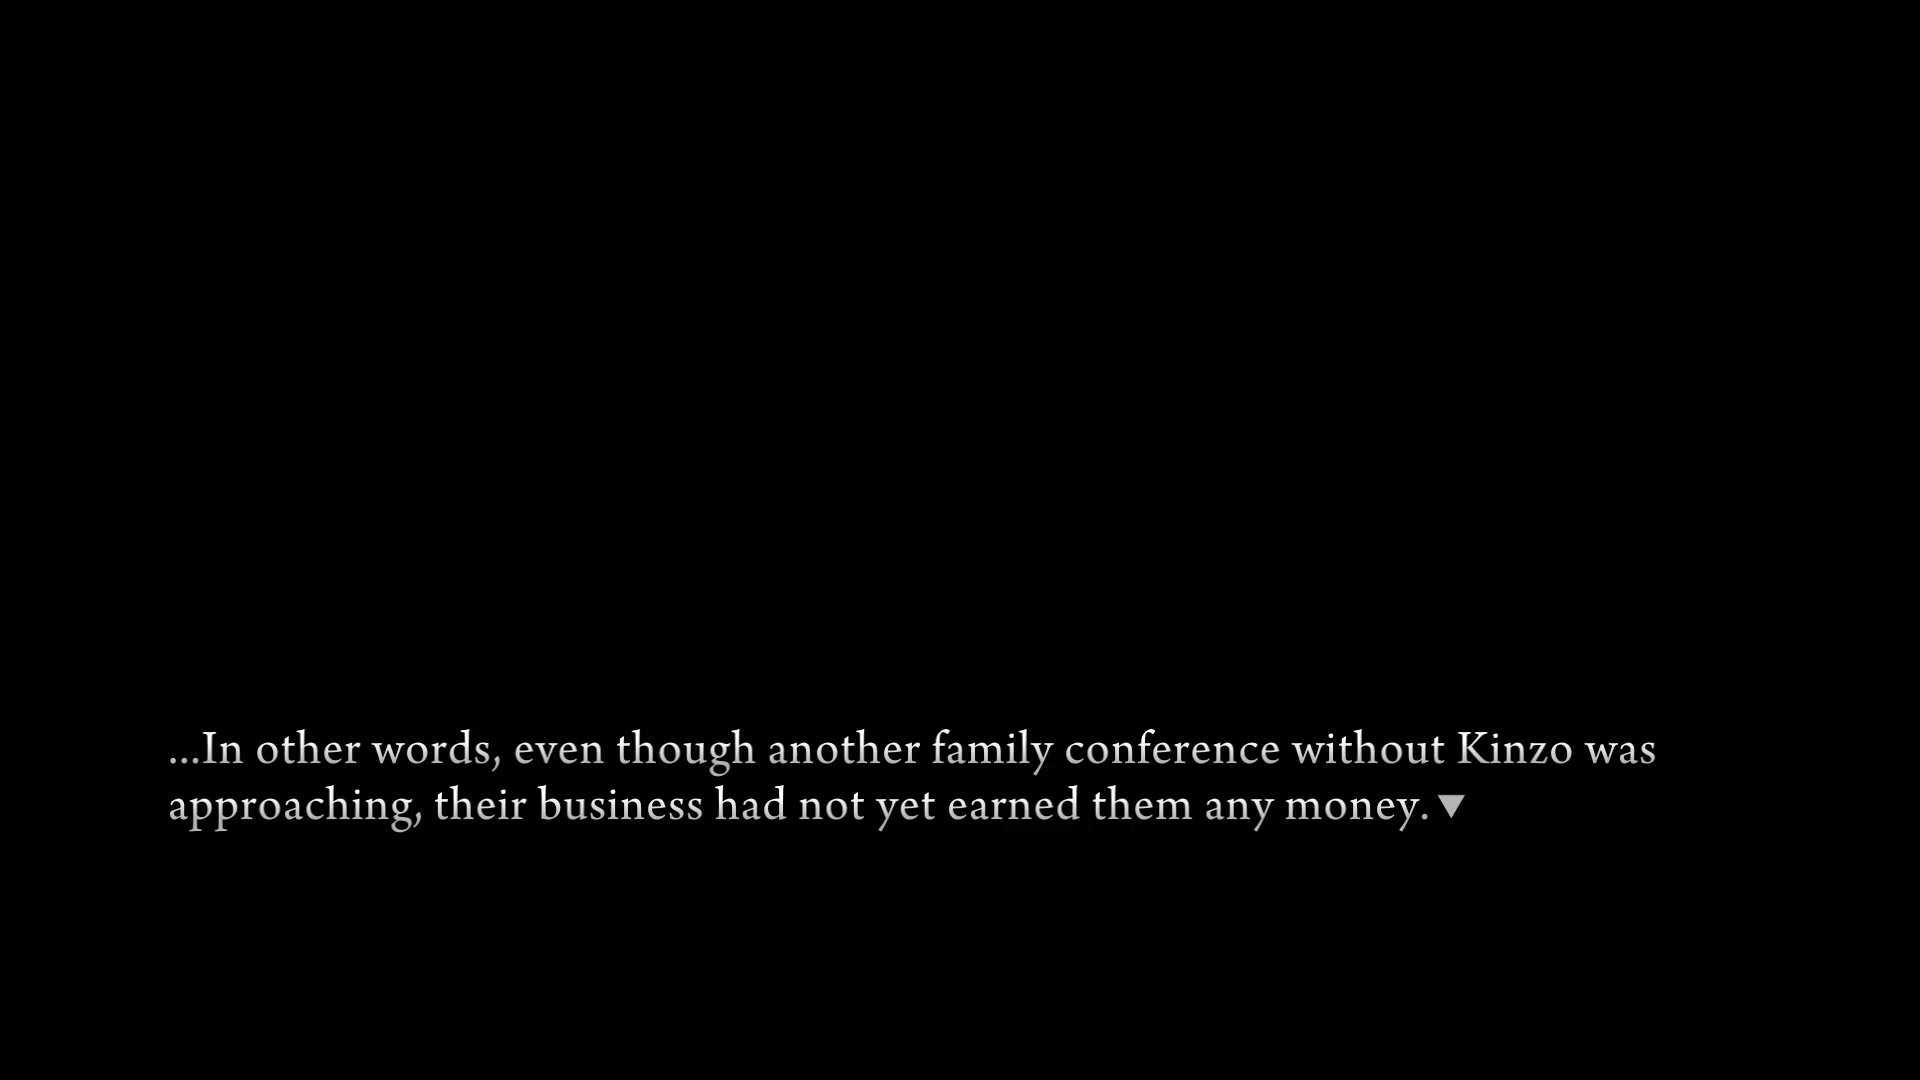 ...In other words, even though another family conference without Kinzo was
approaching, their business had not yet earned them any money.